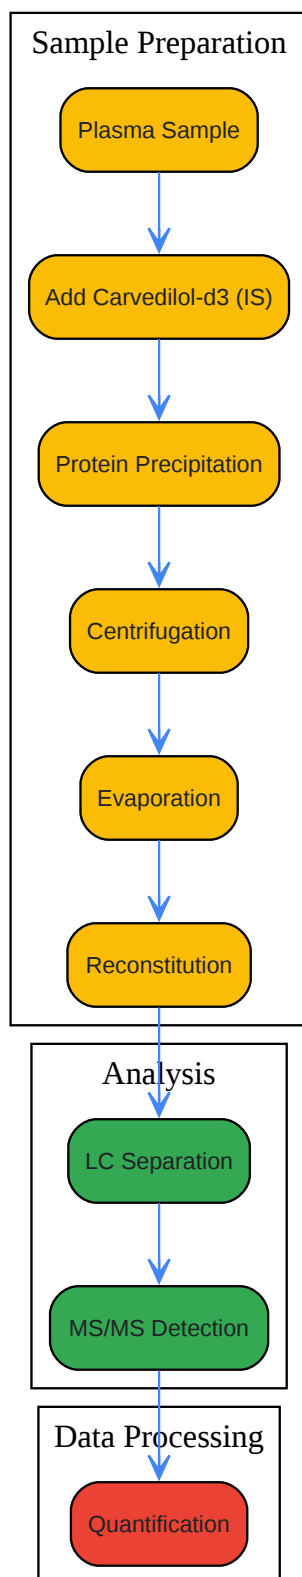 Sample Preparation
Plasma Sample
Add Carvedilol-d3 (IS)
Protein Precipitation
Centrifugation
Evaporation
Reconstitution
Analysis
LC Separation
MS/MS Detection
Data Processing
Quantification